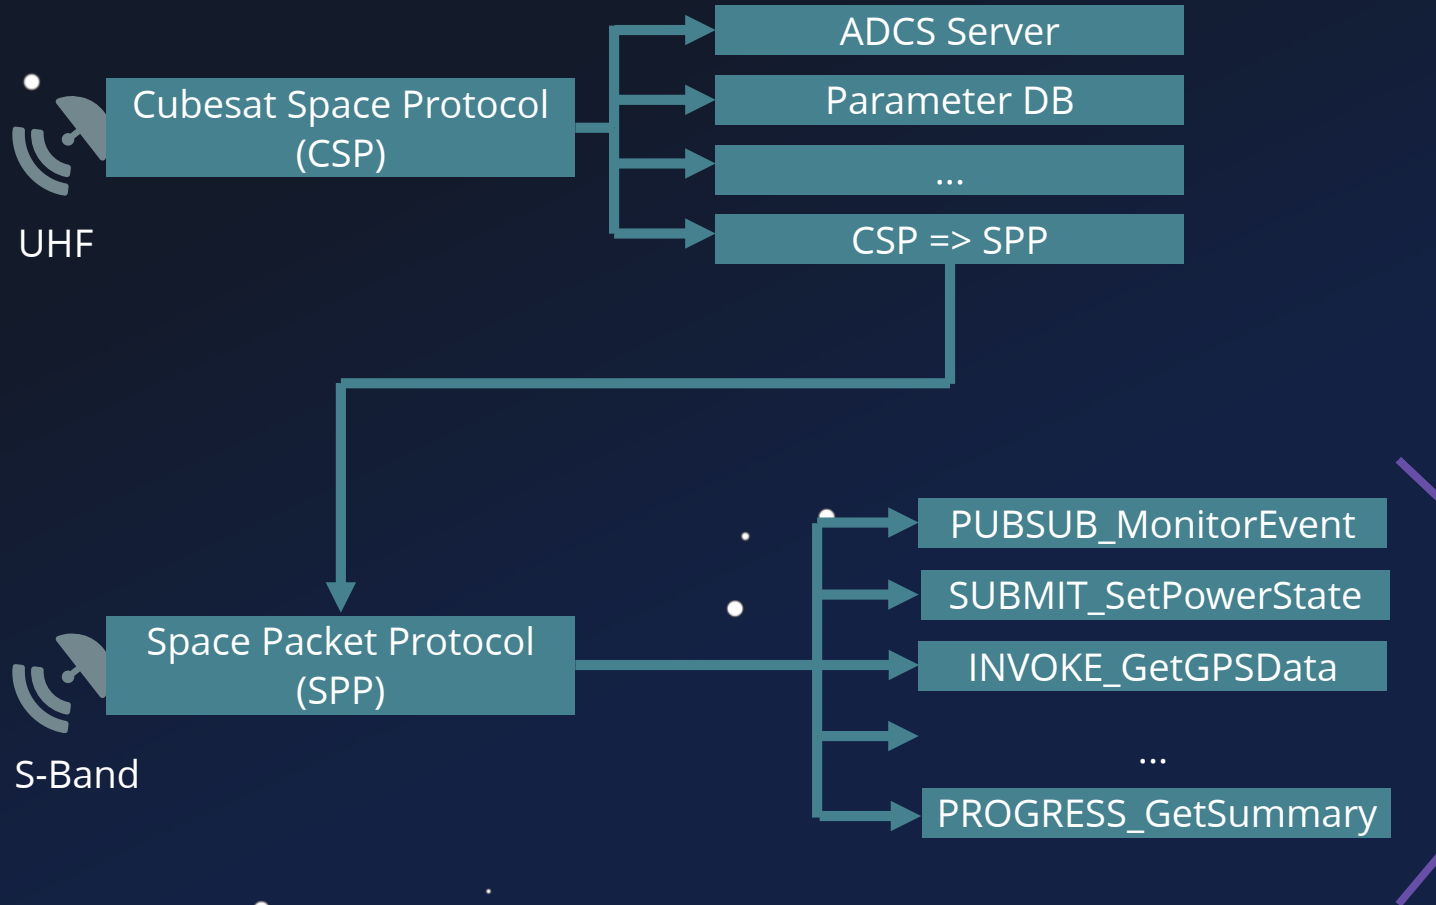 ADCS Server
Cubesat Space Protocol
(CSP)
Parameter DB
...
UHF
CSP => SPP
PUBSUB_MonitorEvent
SUBMIT_SetPowerState
Space Packet Protocol
(SPP)
INVOKE_GetGPSData
...
S-Band
PROGRESS_GetSummary